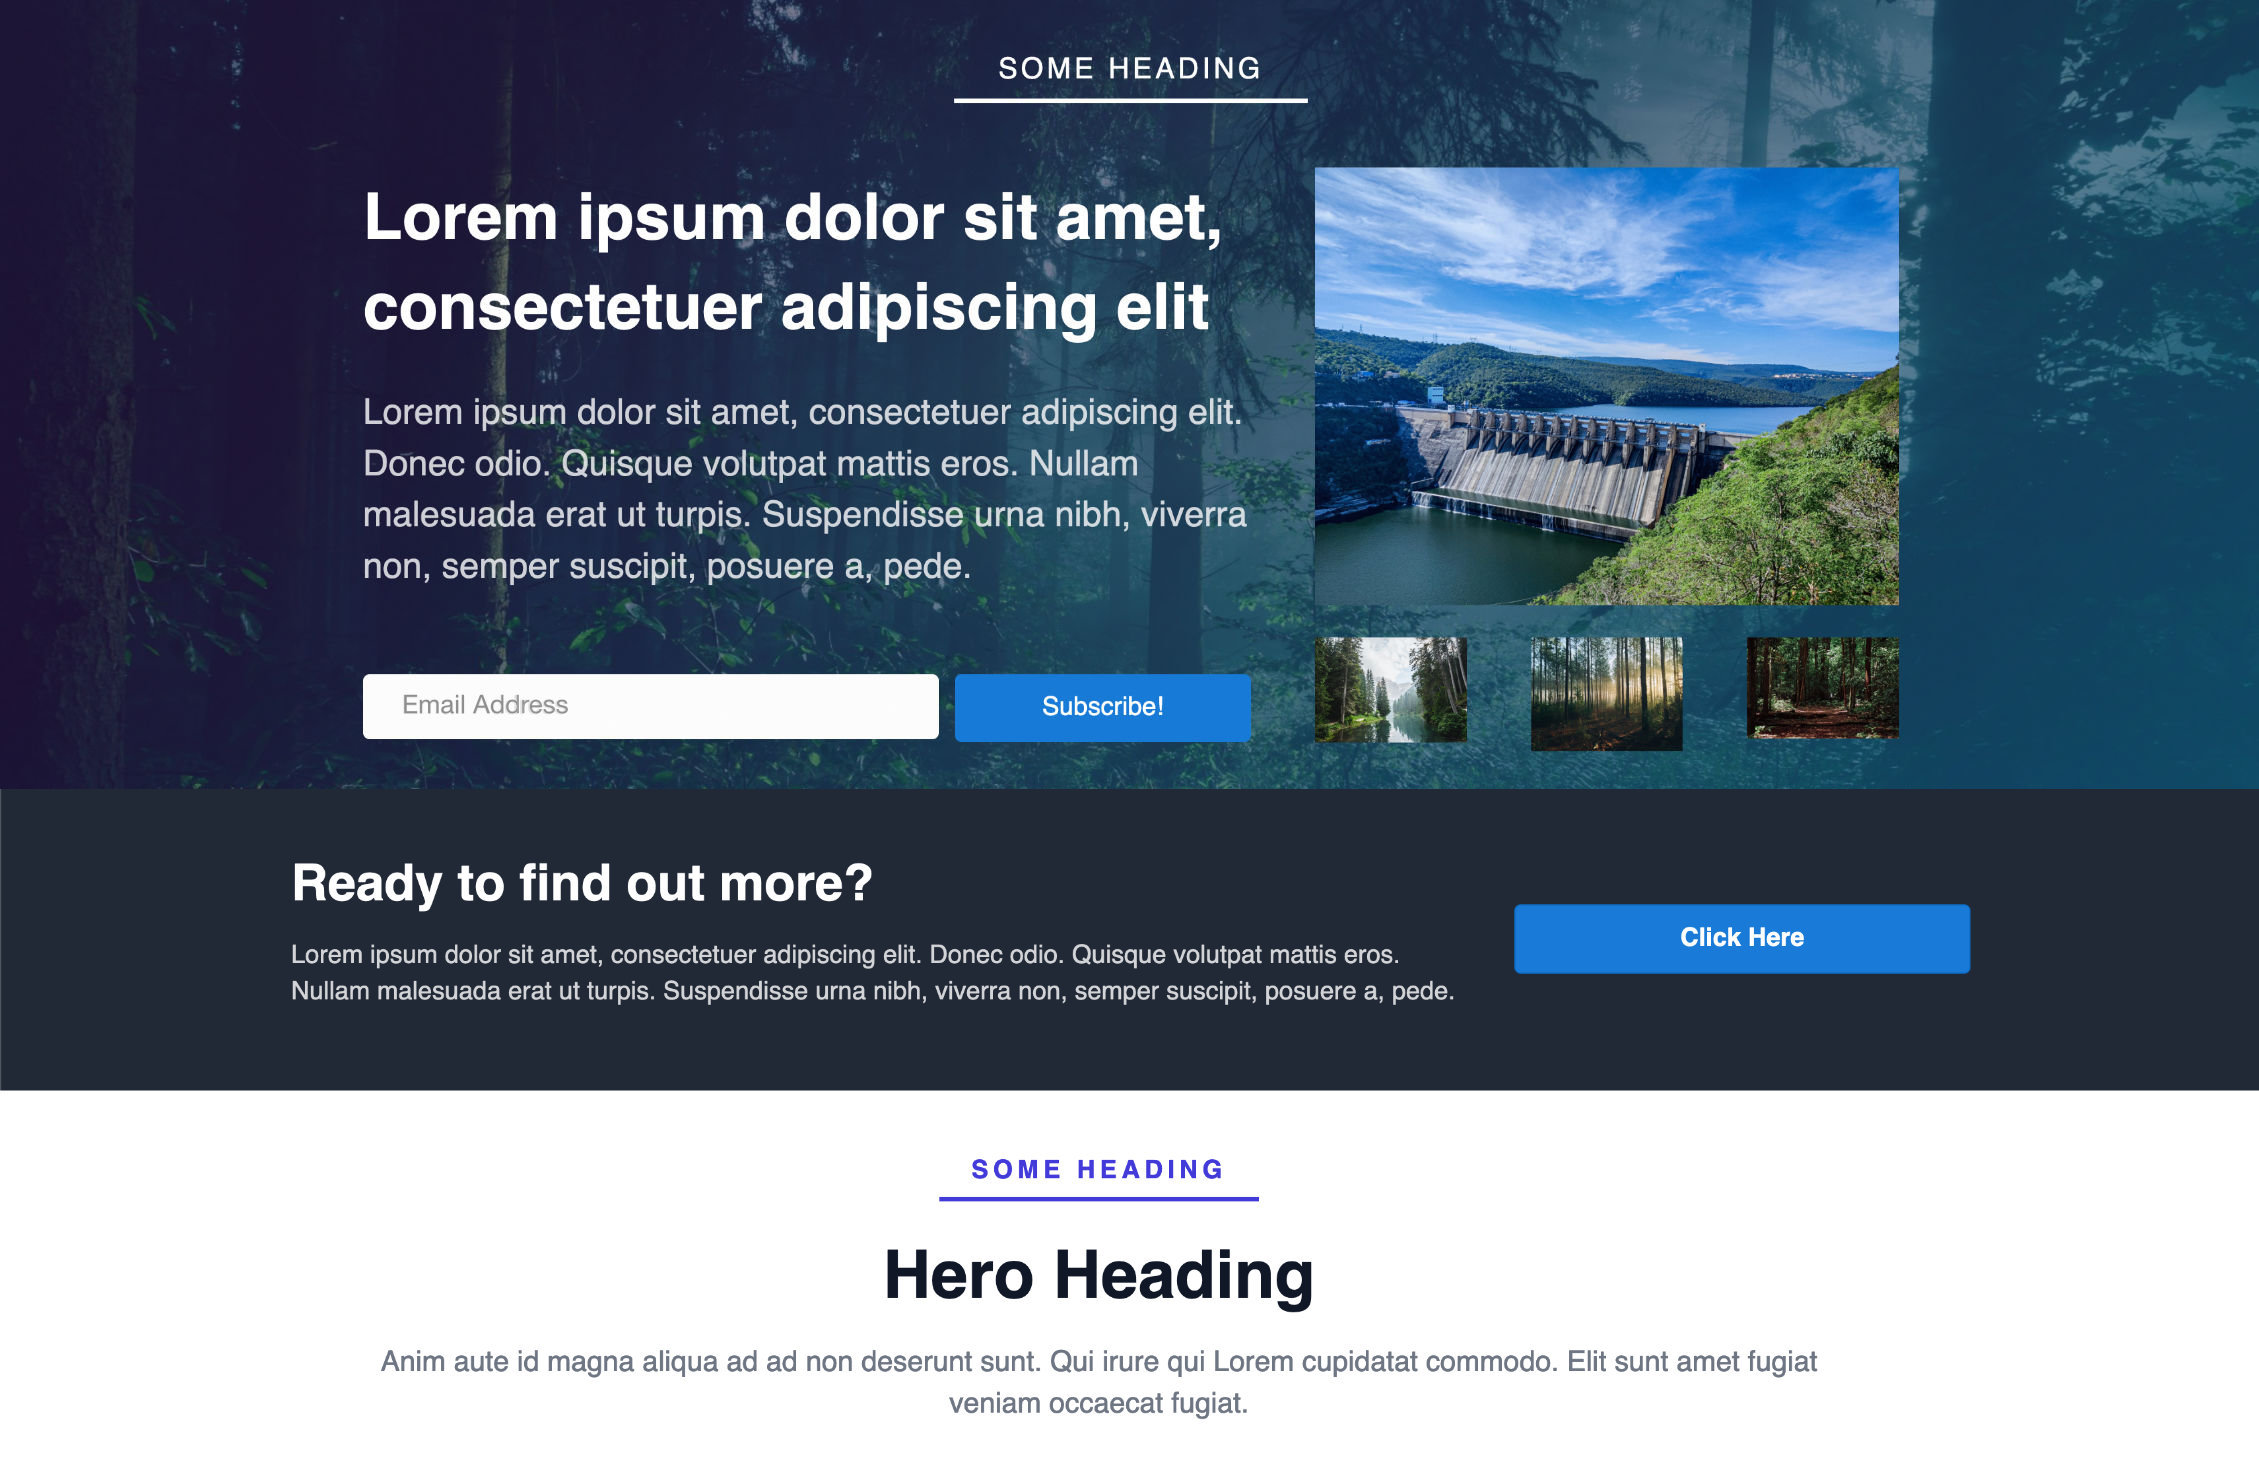 SOME HEADING
Lorem ipsum dolor sit amet,
consectetuer adipiscing elit
Lorem ipsum dolor sit amet, consectetuer adipiscing elit.
Donec odio. Quisque volutpat mattis eros. Nullam
malesuada erat ut turpis. Suspendisse urna nibh, viverra
non, semper suscipit, posuere a, pede.
Email Address
Subscribe!
Ready to find out more?
Lorem ipsum dolor sit amet, consectetuer adipiscing elit. Donec odio. Quisque volutpat mattis eros.
Nullam malesuada erat ut turpis. Suspendisse urna nibh, viverra non, semper suscipit, posuere a, pede.
Click Here
SOME HEADING
Hero Heading
Anim aute id magna aliqua ad ad non deserunt sunt. Qui irure qui Lorem cupidatat commodo. Elit sunt amet fugiat
veniam occaecat fugiat.